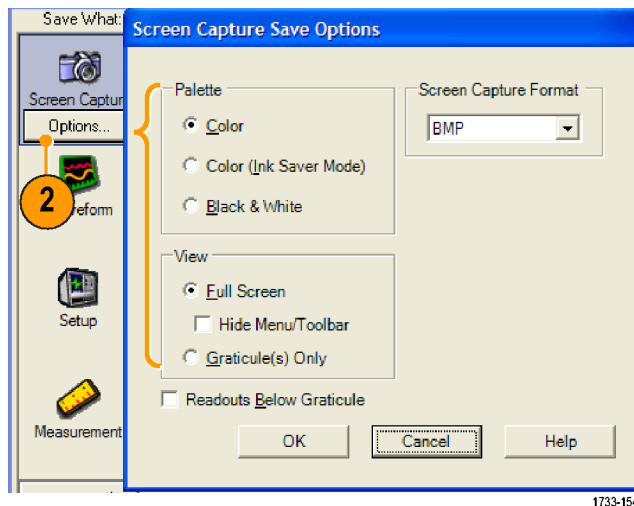 Save What:
Screen Capture Save Options
Screen Captur
Options...
2
eform
Setup
Measurement
Palette
Color
Color (Ink Saver Mode)
Black & White
Screen Capture Format
BMP
View
Full Screen
Hide Menu/Toolbar
Graticule(s) Only
Readouts Below Graticule
OK
Cancel
Help
1733-154